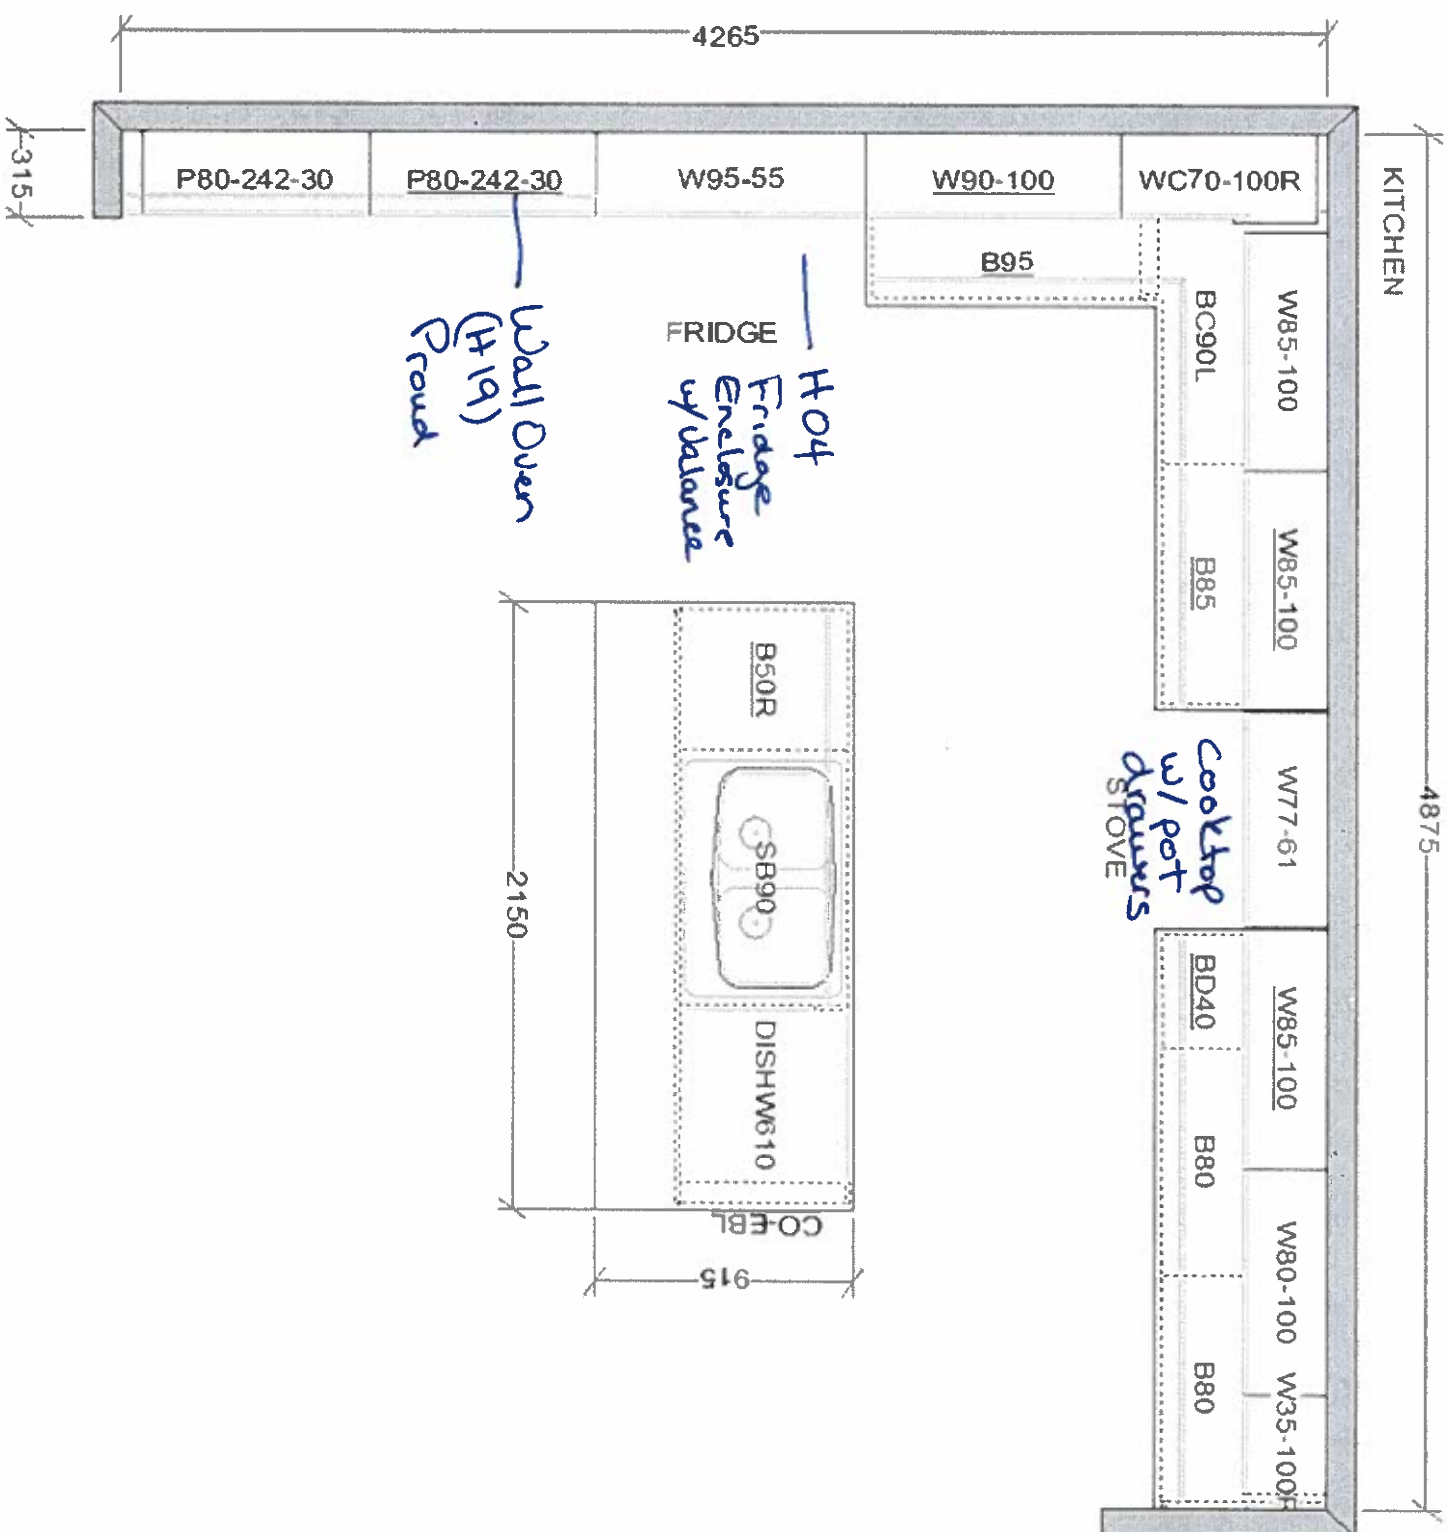 4265
315
P80-242-30
P80-242-30
W95-55
W90-100
WC70-100R
KITCHEN
B95
FRIDGE
H04
Fridge
Enclosure
w/Valance
Wall Oven
(H19)
Proud
BC90L
W85-100
B85
W85-100
W77-61
Cooktop
w/ pot
drawers
STOVE
4875
BD40
W85-100
B80
W80-100
B80
W35-100R
B50R
SB90
DISHW610
CO-EBL
2150
915